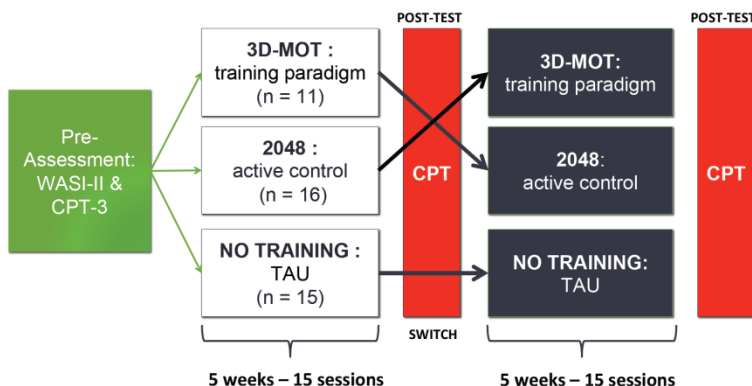 Pre-
Assessment:
WASI-II &
CPT-3
3D-MOT :
training paradigm
(n = 11)
2048 :
active control
(n = 16)
NO TRAINING :
TAU
(n = 15)
5 weeks – 15 sessions
POST-TEST
CPT
SWITCH
3D-MOT:
training paradigm
2048:
active control
NO TRAINING:
TAU
5 weeks – 15 sessions
POST-TEST
CPT